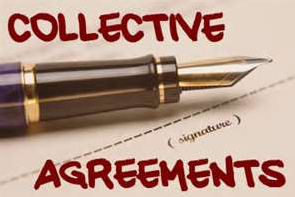 COLLECTIVE
( signature )
AGREEMENTS